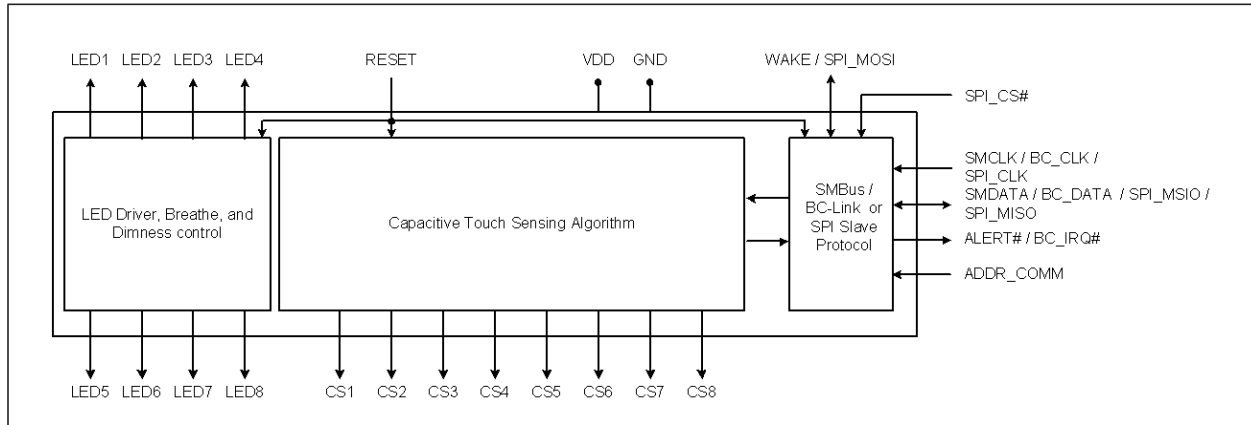 LED1 LED2 LED3 LED4 RESET VDD GND WAKE / SPI_MOSI
SPI_CS#
SMCLK / BC_CLK /
SPI_CLK
SMDATA / BC_DATA / SPI_MSIO /
SPI_MISO
ALERT# / BC_IRQ#
ADDR_COMM
LED Driver, Breathe, and
Dimness control
Capacitive Touch Sensing Algorithm
SMBus /
BC-Link or
SPI Slave
Protocol
LED5 LED6 LED7 LED8 CS1 CS2 CS3 CS4 CS5 CS6 CS7 CS8